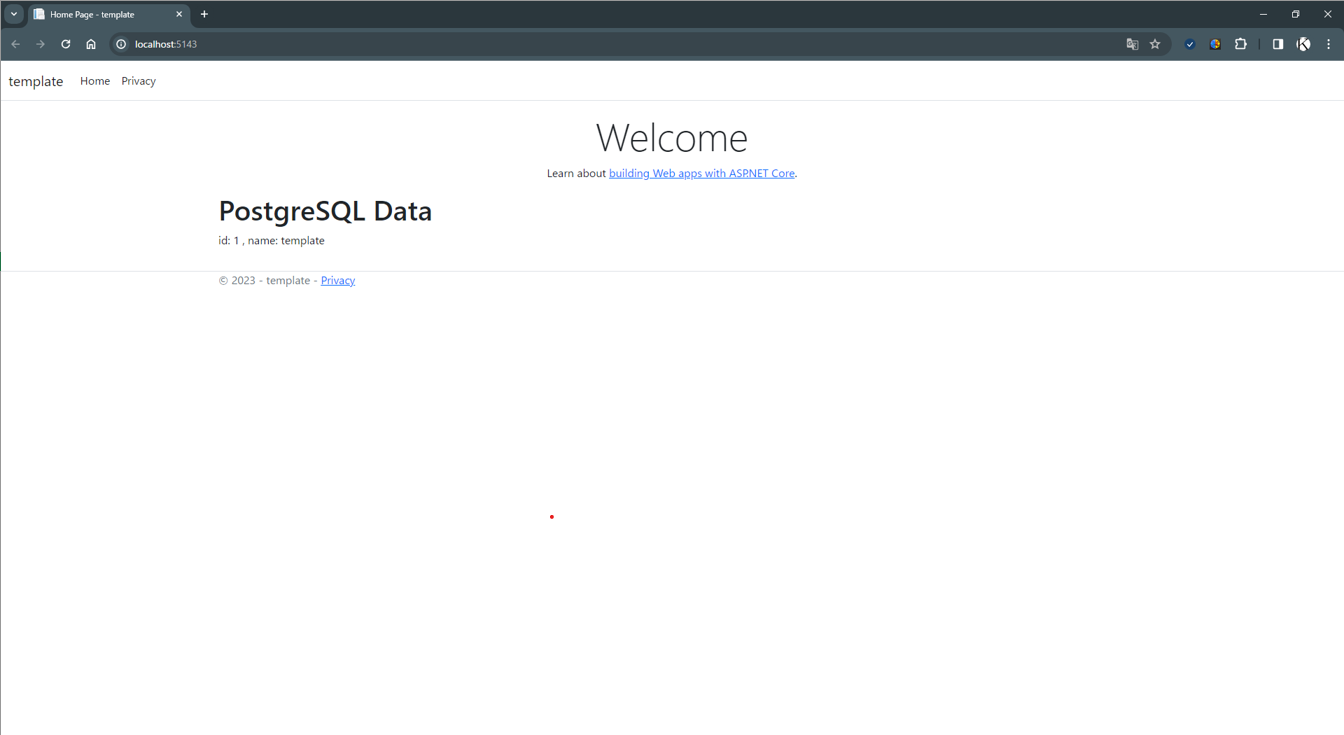 Home Page - template
localhost:5143
template Home Privacy
Welcome
Learn about building Web apps with ASP.NET Core.
PostgreSQL Data
id: 1 , name: template
© 2023 - template - Privacy